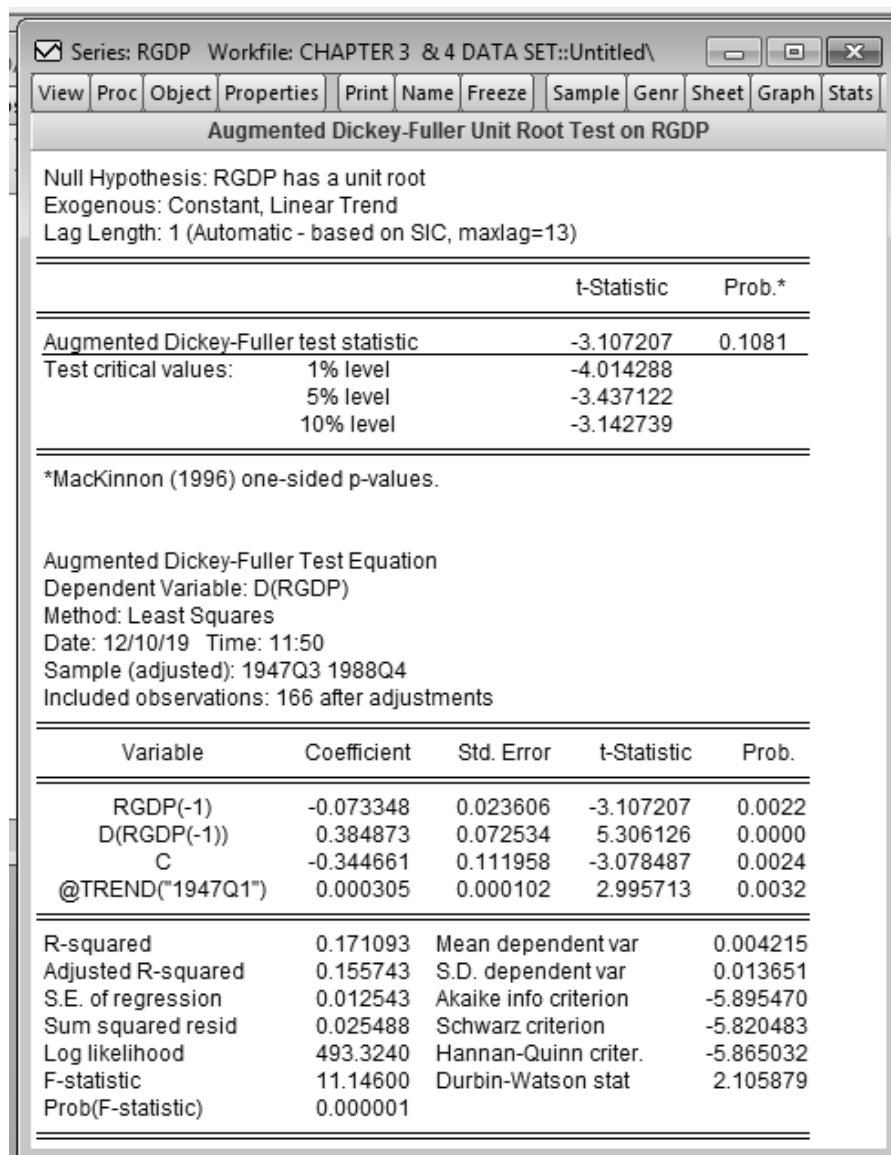 Series: RGDP Workfile: CHAPTER 3 & 4 DATA SET::Untitled\
View Proc Object Properties Print Name Freeze Sample Genr Sheet Graph Stats
Augmented Dickey-Fuller Unit Root Test on RGDP
Null Hypothesis: RGDP has a unit root
Exogenous: Constant, Linear Trend
Lag Length: 1 (Automatic - based on SIC, maxlag=13)
t-Statistic Prob.*
Augmented Dickey-Fuller test statistic -3.107207 0.1081
Test critical values: 1% level -4.014288
5% level -3.437122
10% level -3.142739
*MacKinnon (1996) one-sided p-values.
Augmented Dickey-Fuller Test Equation
Dependent Variable: D(RGDP)
Method: Least Squares
Date: 12/10/19 Time: 11:50
Sample (adjusted): 1947Q3 1988Q4
Included observations: 166 after adjustments
Variable Coefficient Std. Error t-Statistic Prob.
RGDP(-1) -0.073348 0.023606 -3.107207 0.0022
D(RGDP(-1)) 0.384873 0.072534 5.306126 0.0000
C -0.344661 0.111958 -3.078487 0.0024
@TREND("1947Q1") 0.000305 0.000102 2.995713 0.0032
R-squared 0.171093 Mean dependent var 0.004215
Adjusted R-squared 0.155743 S.D. dependent var 0.013651
S.E. of regression 0.012543 Akaike info criterion -5.895470
Sum squared resid 0.025488 Schwarz criterion -5.820483
Log likelihood 493.3240 Hannan-Quinn criter. -5.865032
F-statistic 11.14600 Durbin-Watson stat 2.105879
Prob(F-statistic) 0.000001